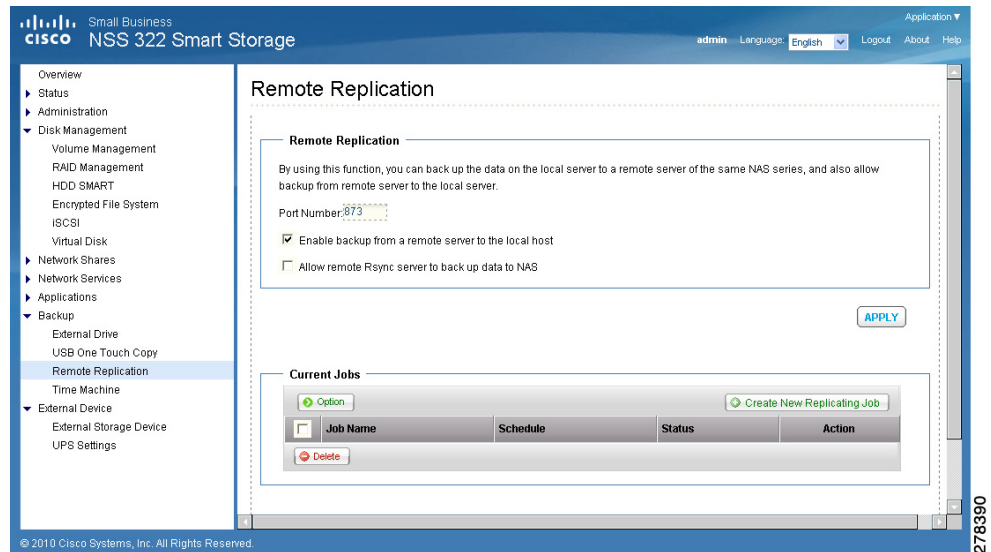 Small Business
CISCO NSS 322 Smart Storage
Application
admin Language: English Logout About Help
Overview
Status
Administration
Disk Management
Volume Management
RAID Management
HDD SMART
Encrypted File System
iSCSI
Virtual Disk
Network Shares
Network Services
Applications
Backup
External Drive
USB One Touch Copy
Remote Replication
Time Machine
External Device
External Storage Device
UPS Settings
Remote Replication
Remote Replication
By using this function, you can back up the data on the local server to a remote server of the same NAS series, and also allow
backup from remote server to the local server.
Port Number:873
Enable backup from a remote server to the local host
Allow remote Rsync server to back up data to NAS
APPLY
Current Jobs
Option Create New Replicating Job
Job Name Schedule Status Action
Delete
© 2010 Cisco Systems, Inc. All Rights Reserved.
278390